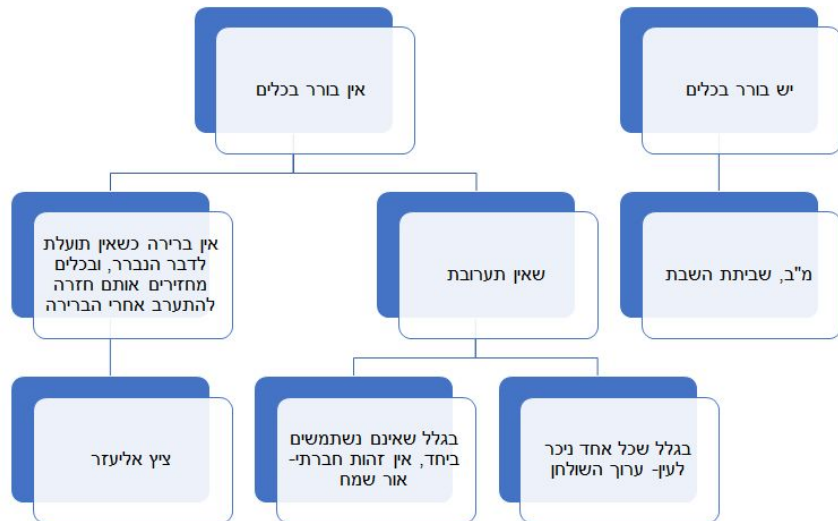 יש בורר בכלים
אין בורר בכלים
מ"ב, שביתת השבת
שאין תערובת
אין ברירה כשאין תועלת
לדבר הנברר, ובכלים
מחזירים אותם חזרה
להתערב אחרי הברירה
בגלל שכל אחד ניכר
לעין- ערוך השולחן
בגלל שאינם נשתמשים
ביחד, אין זהות חברתי-
אור שמח
ציץ אליעזר